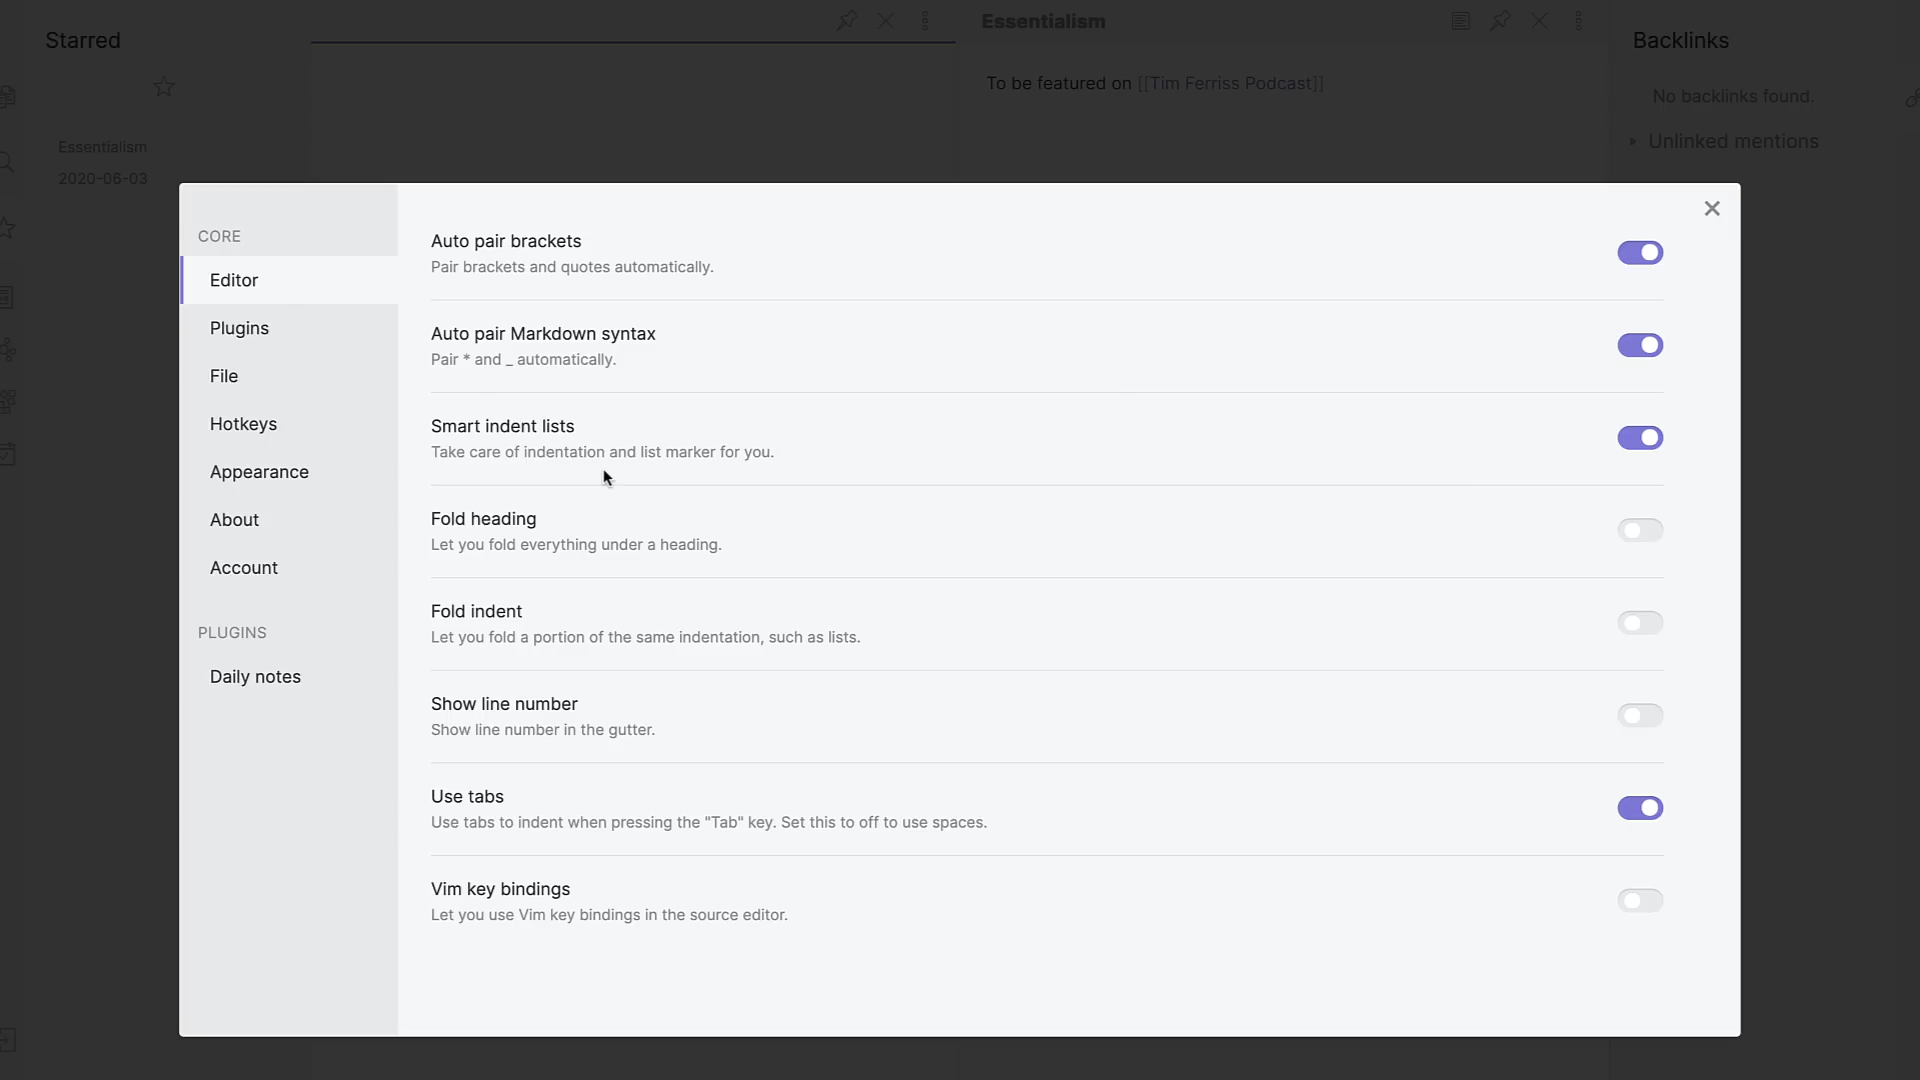 Starred
Essentialism
2020-06-03
Essentialism
To be featured on [[Tim Ferriss Podcast]]
Backlinks
No backlinks found.
Unlinked mentions
CORE
Editor
Plugins
File
Hotkeys
Appearance
About
Account
PLUGINS
Daily notes
Auto pair brackets
Pair brackets and quotes automatically.
Auto pair Markdown syntax
Pair * and _ automatically.
Smart indent lists
Take care of indentation and list marker for you.
Fold heading
Let you fold everything under a heading.
Fold indent
Let you fold a portion of the same indentation, such as lists.
Show line number
Show line number in the gutter.
Use tabs
Use tabs to indent when pressing the "Tab" key. Set this to off to use spaces.
Vim key bindings
Let you use Vim key bindings in the source editor.